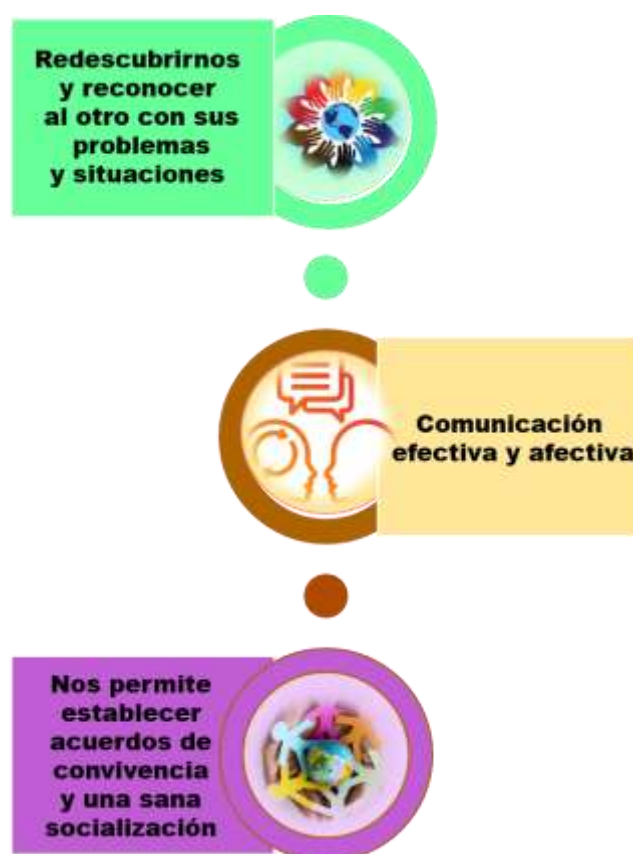 Redescubrirnos
y reconocer
al otro con sus
problemas
y situaciones
Comunicación
efectiva y afectiva
Nos permite
establecer
acuerdos de
convivencia
y una sana
socialización